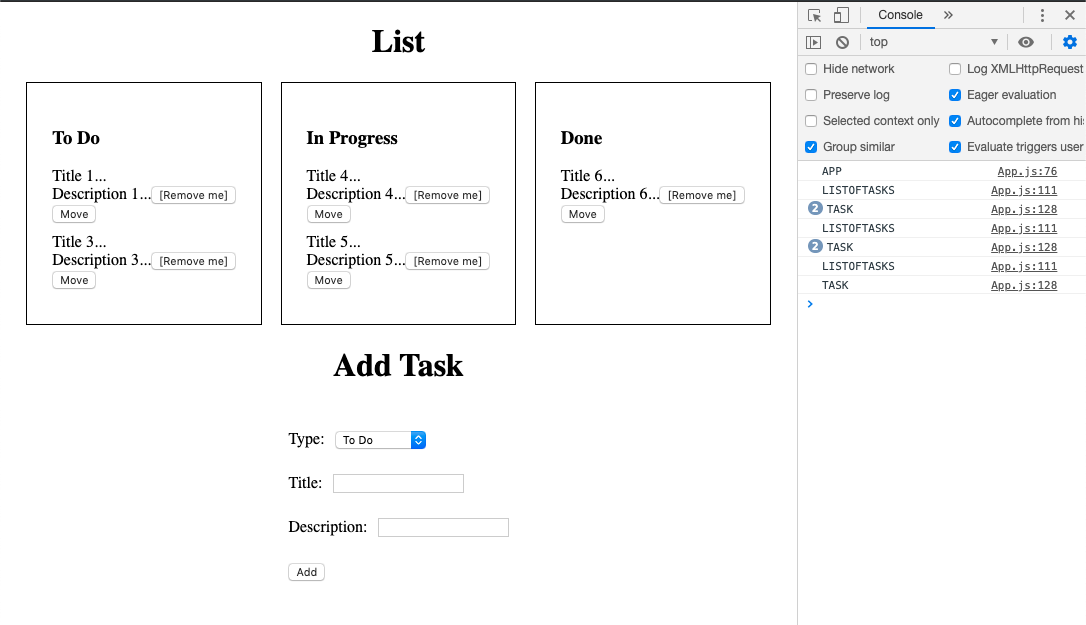 List
To Do
Title 1...
Description 1...[Remove me]
Move
Title 3...
Description 3...[Remove me]
Move
In Progress
Title 4...
Description 4...[Remove me]
Move
Title 5...
Description 5...[Remove me]
Move
Done
Title 6...
Description 6...[Remove me]
Move
Add Task
Type: To Do
Title:
Description:
Add
Console »
top
Hide network Log XMLHttpRequest
Preserve log Eager evaluation
Selected context only Autocomplete from his
Group similar Evaluate triggers user
APP App.js:76
LISTOFTASKS App.js:111
2 TASK App.js:128
LISTOFTASKS App.js:111
2 TASK App.js:128
LISTOFTASKS App.js:111
TASK App.js:128